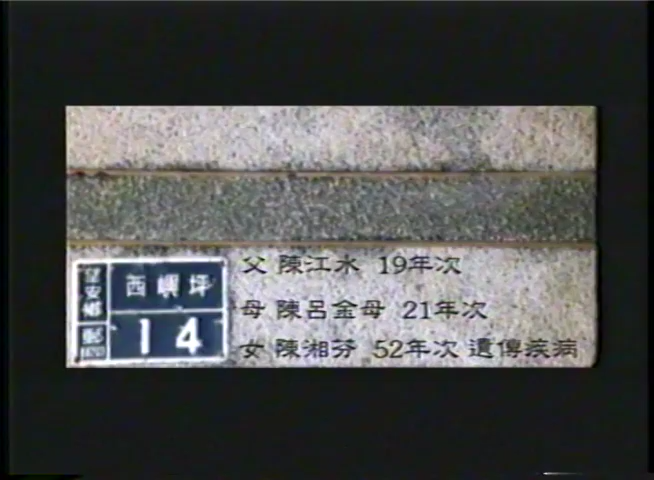 望安鄉
西嶼坪
14
父 陳江水 19年次
母 陳呂金母 21年次
女 陳湘芬 52年次 遺傳疾病